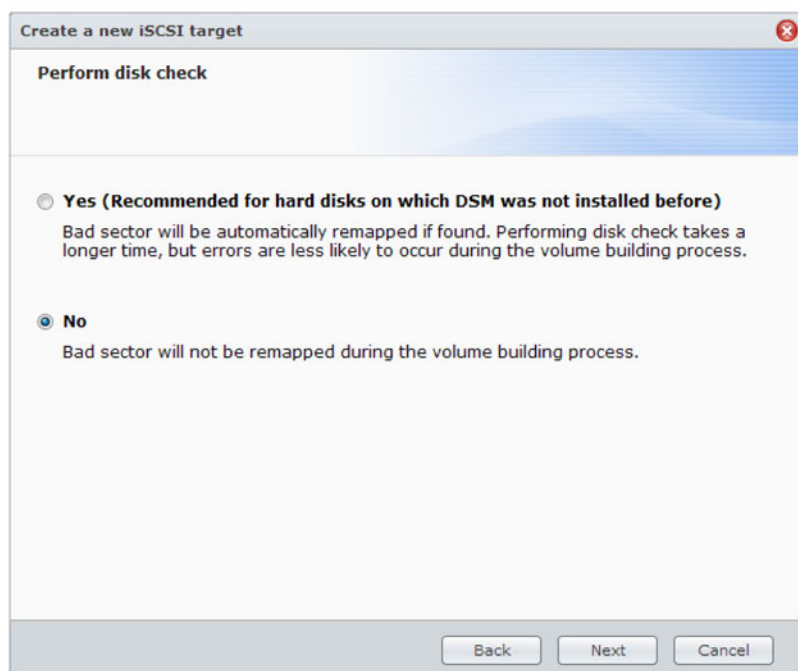 Create a new iSCSI target
Perform disk check
Yes (Recommended for hard disks on which DSM was not installed before)
Bad sector will be automatically remapped if found. Performing disk check takes a
longer time, but errors are less likely to occur during the volume building process.
No
Bad sector will not be remapped during the volume building process.
Back Next Cancel